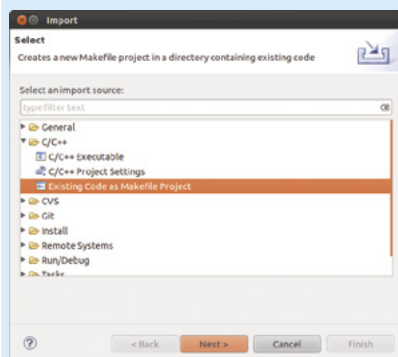 Import
Select
Creates a new Makefile project in a directory containing existing code
Select an import source:
type filter text
General
C/C++
C/C++ Executable
C/C++ Project Settings
Existing Code as Makefile Project
CVS
Git
Install
Remote Systems
Run/Debug
Tasks
< Back Next > Cancel Finish